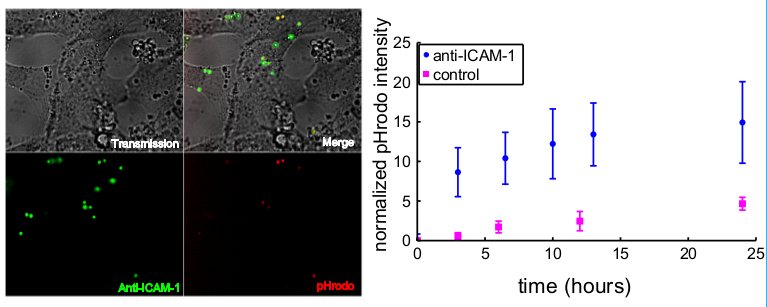 Transmission
Merge
Anti-ICAM-1
pHrodo
normalized pHrodo intensity
25
20
15
10
5
0
anti-ICAM-1
control
0
5
10
15
20
25
time (hours)